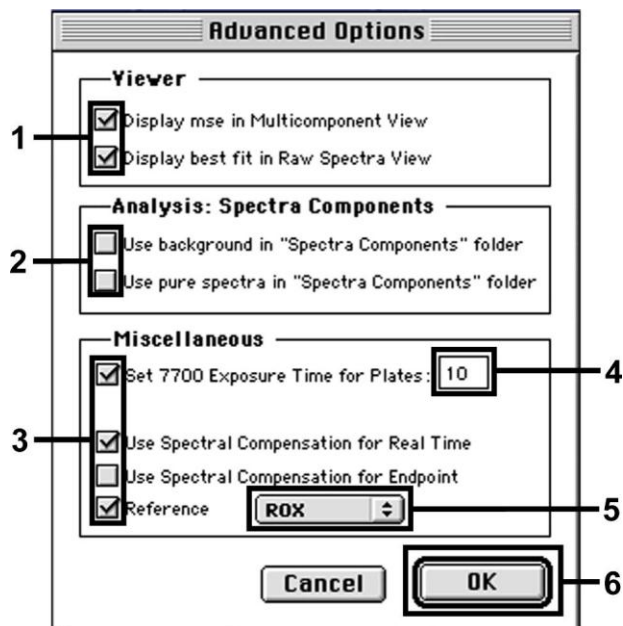 Advanced Options
Viewer
1
Display mse in Multicomponent View
Display best fit in Raw Spectra View
Analysis: Spectra Components
2
Use background in "Spectra Components" folder
Use pure spectra in "Spectra Components" folder
Miscellaneous
Set 7700 Exposure Time for Plates: 10 4
3
Use Spectral Compensation for Real Time
Use Spectral Compensation for Endpoint
Reference ROX 5
Cancel OK 6